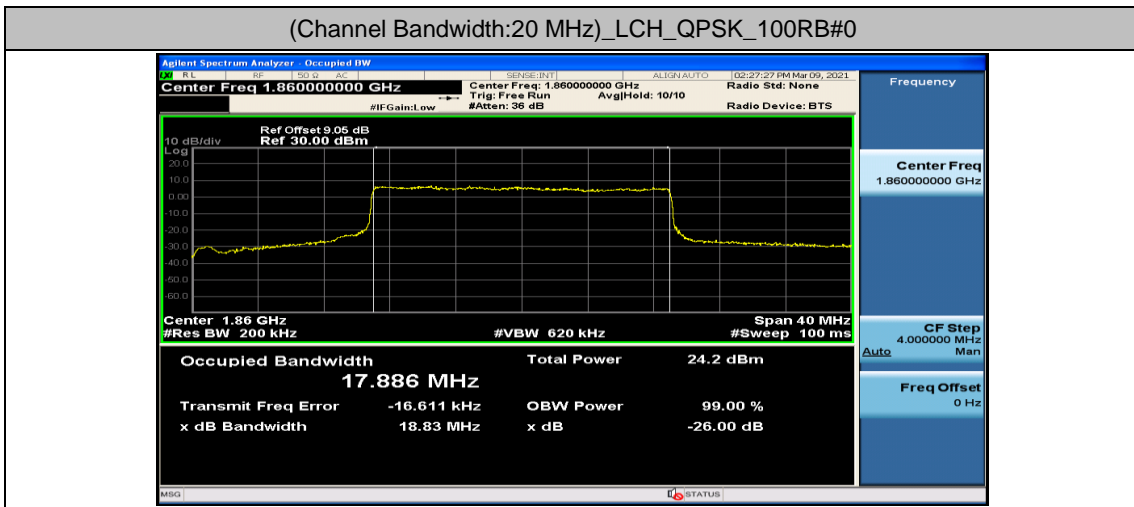 (Channel Bandwidth:20 MHz)_LCH_QPSK_100RB#0
Agilent Spectrum Analyzer - Occupied BW
LXI RL RF 50 Ω AC SENSE:INT ALIGNAUTO 02:27:27 PM Mar 09, 2021
Center Freq 1.860000000 GHz
Center Freq: 1.860000000 GHz
Radio Std: None
Trig: Free Run Avg|Hold: 10/10
#IFGain:Low #Atten: 36 dB Radio Device: BTS
Frequency
Ref Offset 9.05 dB
10 dB/div Ref 30.00 dBm
Log
20.0
10.0
0.00
-10.0
-20.0
-30.0
-40.0
-50.0
-60.0
Center 1.86 GHz Span 40 MHz
#Res BW 200 kHz #VBW 620 kHz #Sweep 100 ms
Center Freq
1.860000000 GHz
CF Step
4.000000 MHz
Auto Man
Freq Offset
0 Hz
Occupied Bandwidth Total Power 24.2 dBm
17.886 MHz
Transmit Freq Error -16.611 kHz OBW Power 99.00 %
x dB Bandwidth 18.83 MHz x dB -26.00 dB
MSG STATUS